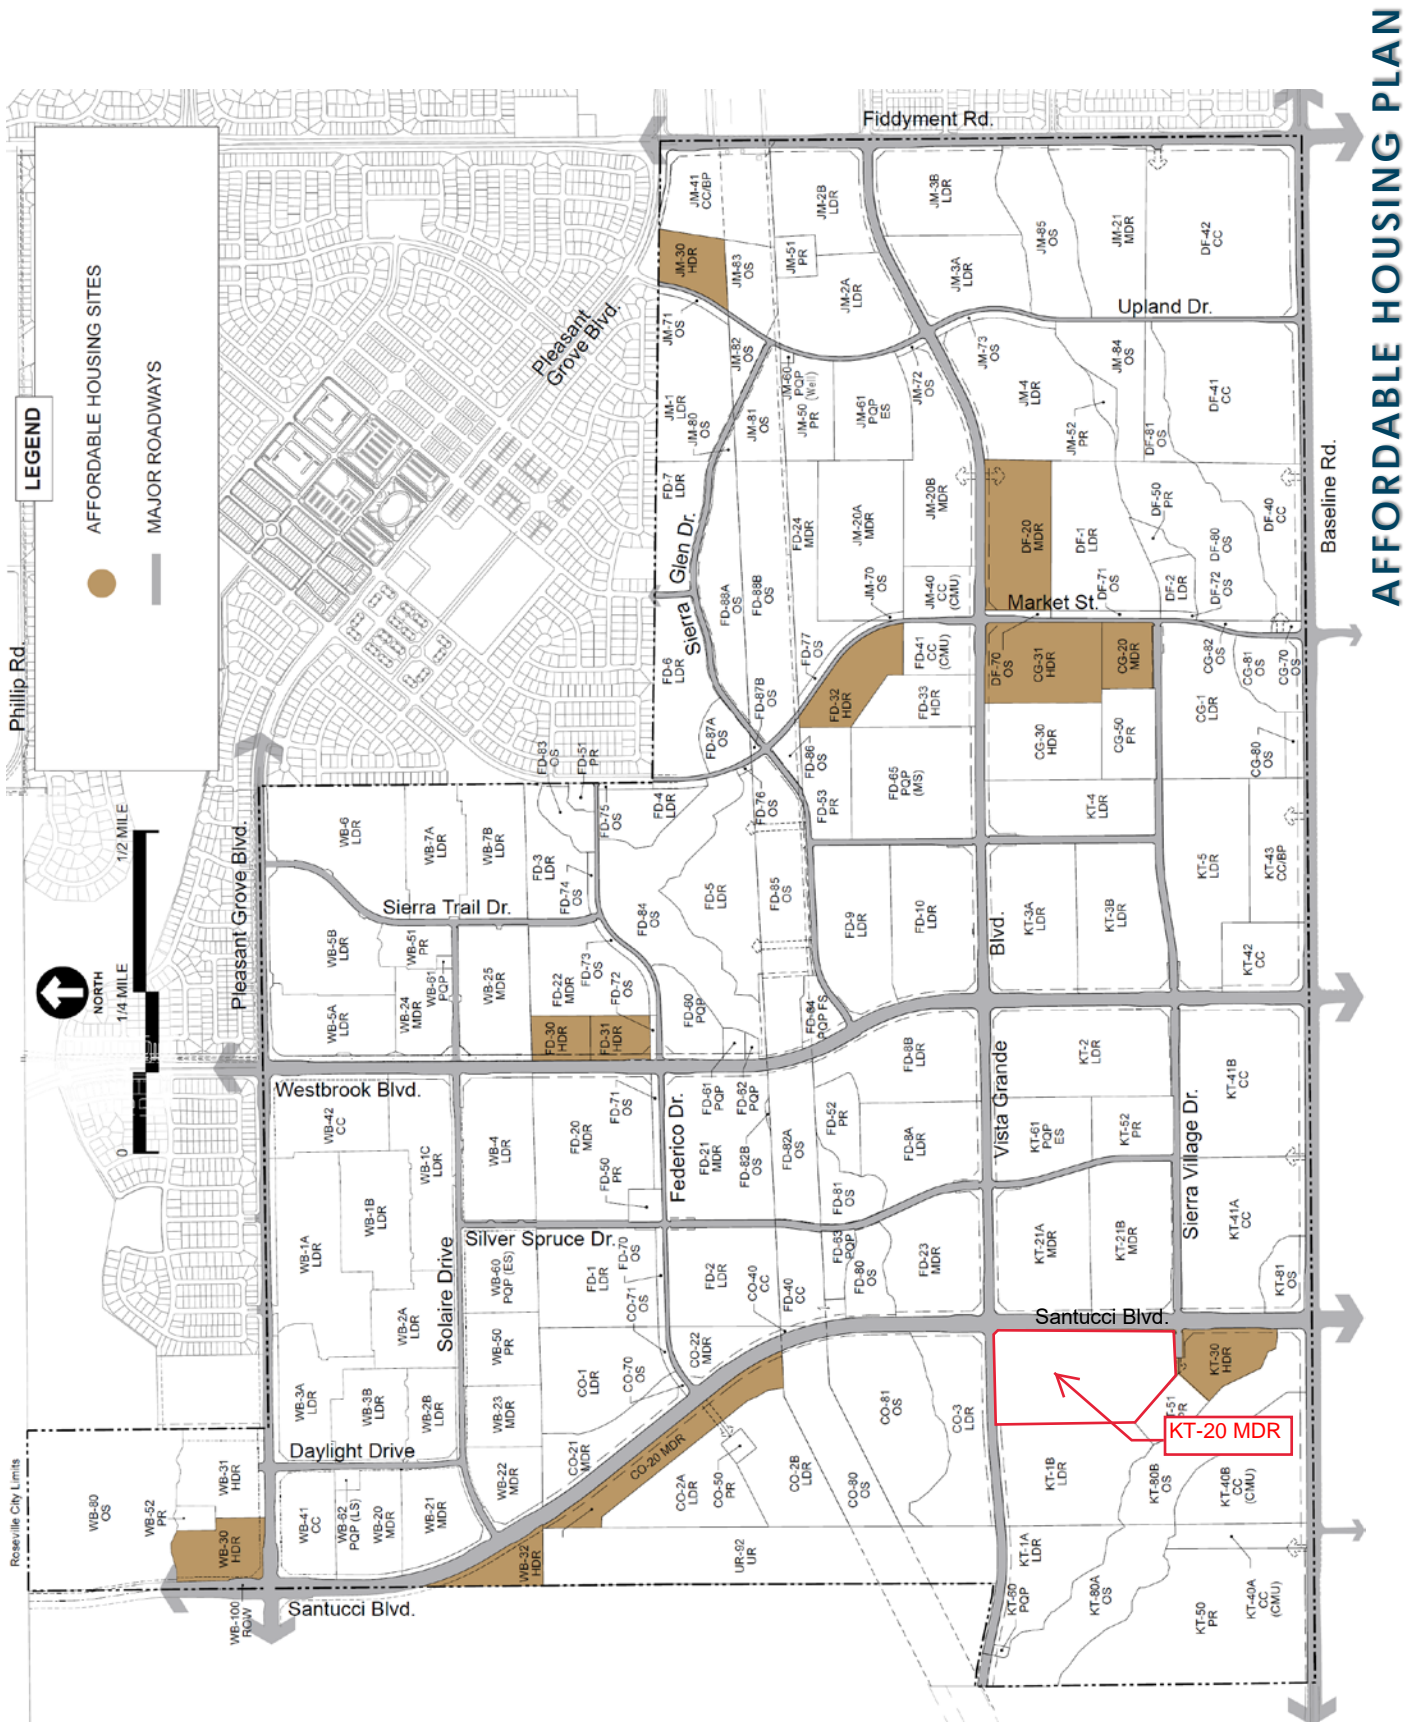 AFFORDABLE HOUSING PLAN
LEGEND
AFFORDABLE HOUSING SITES
MAJOR ROADWAYS
NORTH
0
1/4 MILE
1/2 MILE
Phillip Rd.
Fiddyment Rd.
Pleasant
Grove Blvd.
Pleasant Grove Blvd.
Upland Dr.
Baseline Rd.
Sierra Glen Dr.
Market St.
Sierra Trail Dr.
Westbrook Blvd.
Federico Dr.
Vista Grande
Blvd.
Sierra Village Dr.
Silver Spruce Dr.
Solaire Drive
Santucci Blvd.
Daylight Drive
Santucci Blvd.
Roseville City Limits
JM-41
CC/BP
JM-2B
LDR
JM-3B
LDR
JM-85
OS
JM-21
MDR
DF-42
CC
JM-30
HDR
JM-83
OS
JM-51
PR
JM-2A
LDR
JM-3A
LDR
JM-71
OS
JM-82
OS
JM-73
OS
JM-84
OS
JM-1
LDR
JM-80
OS
JM-81
OS
JM-60
PQP
(Well)
JM-50
PR
JM-61
PQP
ES
JM-72
OS
JM-4
LDR
JM-52
PR
DF-81
OS
DF-41
CC
FD-7
LDR
FD-24
MDR
JM-20A
MDR
JM-20B
MDR
DF-20
MDR
DF-1
LDR
DF-50
PR
DF-80
OS
DF-40
CC
FD-88A
OS
FD-88B
OS
JM-70
OS
JM-40
CC
(CMU)
DF-71
OS
DF-2
LDR
DF-72
OS
FD-6
LDR
FD-77
OS
FD-41
CC
(CMU)
DF-70
OS
CG-31
HDR
CG-20
MDR
CG-82
OS
CG-81
OS
CG-70
OS
FD-87A
OS
FD-87B
OS
FD-32
HDR
FD-33
HDR
CG-30
HDR
CG-50
PR
CG-1
LDR
CG-80
OS
FD-83
OS
FD-51
PR
FD-75
OS
FD-4
LDR
FD-76
OS
FD-86
OS
FD-53
PR
FD-65
PQP
(MS)
KT-4
LDR
WB-6
LDR
WB-7A
LDR
WB-7B
LDR
FD-3
LDR
FD-74
OS
FD-84
OS
FD-5
LDR
FD-85
OS
FD-9
LDR
FD-10
LDR
KT-3A
LDR
KT-3B
LDR
KT-5
LDR
KT-43
CC/BP
KT-42
CC
WB-5B
LDR
WB-51
PR
WB-5A
LDR
WB-24
MDR
WB-61
PQP
WB-25
MDR
FD-22
MDR
FD-73
OS
FD-72
OS
FD-30
HDR
FD-31
HDR
FD-60
PQP
FD-64
PQP FS
WB-42
CC
WB-1C
LDR
WB-4
LDR
FD-20
MDR
FD-71
OS
FD-50
PR
FD-61
PQP
FD-62
PQP
FD-21
MDR
FD-82B
OS
FD-82A
OS
FD-52
PR
FD-8B
LDR
FD-8A
LDR
KT-2
LDR
KT-61
PQP
ES
KT-52
PR
KT-41B
CC
WB-1A
LDR
WB-1B
LDR
WB-2A
LDR
WB-60
PQP (ES)
WB-50
PR
FD-1
LDR
FD-70
OS
CO-71
OS
FD-2
LDR
CO-40
CC
FD-40
CC
FD-81
OS
FD-63
PQP
FD-80
OS
FD-23
MDR
KT-21A
MDR
KT-21B
MDR
KT-41A
CC
KT-81
OS
WB-3A
LDR
WB-3B
LDR
WB-2B
LDR
WB-23
MDR
CO-1
LDR
CO-70
OS
CO-22
MDR
CO-81
OS
CO-3
LDR
KT-30
HDR
KT-20 MDR
T-51
PR
WB-80
OS
WB-52
PR
WB-31
HDR
WB-30
HDR
WB-41
CC
WB-62
PQP (LS)
WB-20
MDR
WB-21
MDR
WB-22
MDR
CO-21
MDR
CO-20 MDR
CO-2A
LDR
CO-50
PR
CO-2B
LDR
CO-80
OS
KT-1B
LDR
KT-80B
OS
KT-40B
CC
(CMU)
WB-100
ROW
WB-32
HDR
UR-92
UR
KT-1A
LDR
KT-60
PQP
KT-80A
OS
KT-50
PR
KT-40A
CC
(CMU)